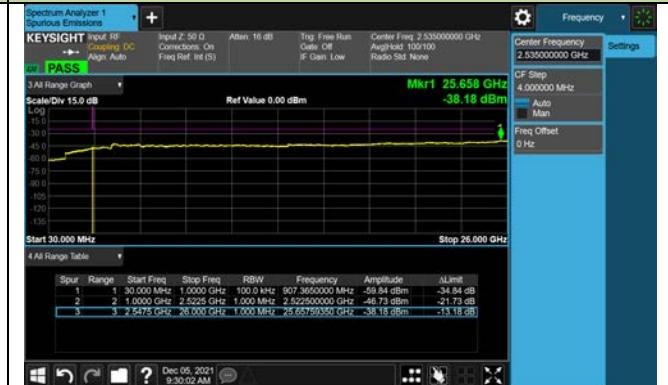 Spectrum Analyzer 1
Spurious Emissions
+
Frequency
KEYSIGHT
Input: RF
Coupling: DC
Align: Auto
Input Z: 50 Ω
Corrections: On
Freq Ref: Int (S)
Atten: 16 dB
Trig: Free Run
Gate: Off
IF Gain: Low
Center Freq: 2.535000000 GHz
Avg|Hold: 100/100
Radio Std: None
PASS
Center Frequency
2.535000000 GHz
Settings
CF Step
4.000000 MHz
Auto
Man
Freq Offset
0 Hz
3 All Range Graph
Mkr1 25.658 GHz
Scale/Div 15.0 dB
Ref Value 0.00 dBm
-38.18 dBm
Log
-15.0
-30.0
-45.0
-60.0
-75.0
-90.0
-105
-120
-135
1
Start 30.000 MHz
Stop 26.000 GHz
4 All Range Table
Spur Range Start Freq Stop Freq RBW Frequency Amplitude ΔLimit
1 1 30.000 MHz 1.0000 GHz 100.0 kHz 907.3650000 MHz -59.84 dBm -34.84 dB
2 2 1.0000 GHz 2.5225 GHz 1.000 MHz 2.522500000 GHz -46.73 dBm -21.73 dB
3 3 2.5475 GHz 26.000 GHz 1.000 MHz 25.65759350 GHz -38.18 dBm -13.18 dB
?
Dec 05, 2021
9:30:02 AM